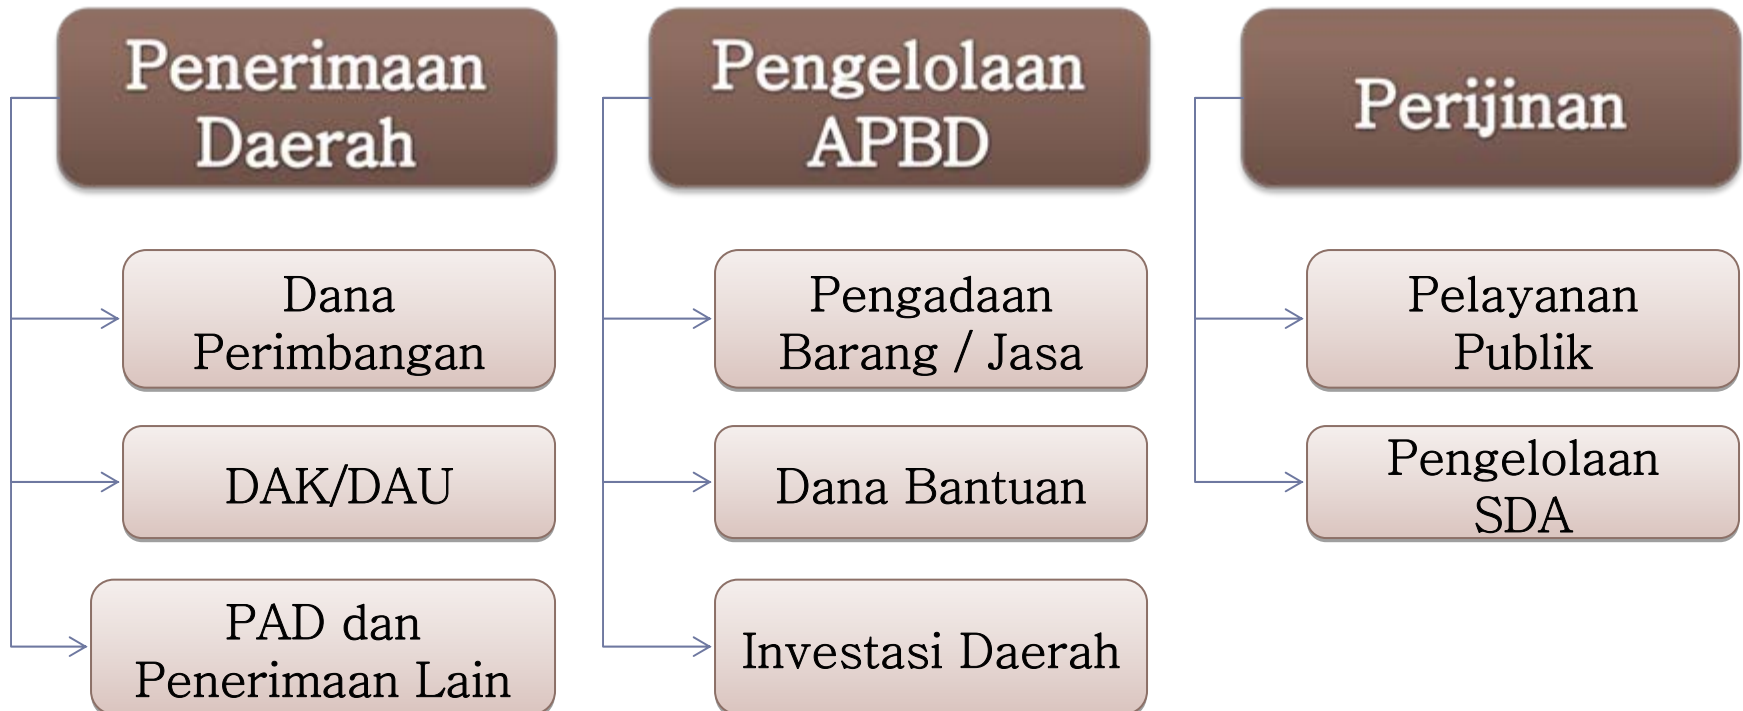 Penerimaan
Daerah
Dana
Perimbangan
DAK/DAU
PAD dan
Penerimaan Lain
Pengelolaan
APBD
Pengadaan
Barang / Jasa
Dana Bantuan
Investasi Daerah
Perijinan
Pelayanan
Publik
Pengelolaan
SDA